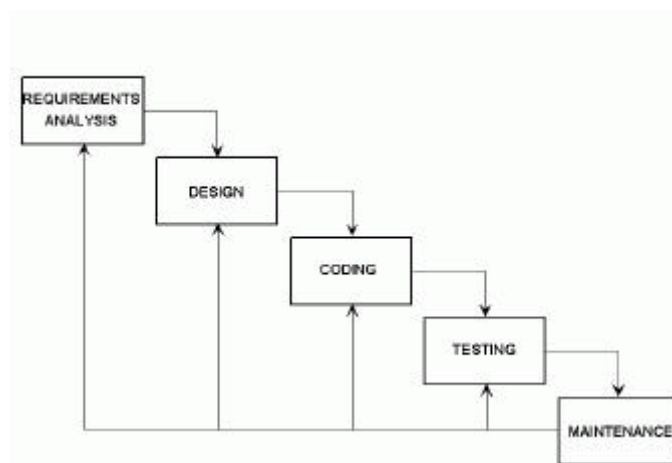 REQUIREMENTS
ANALYSIS
DESIGN
CODING
TESTING
MAINTENANCE